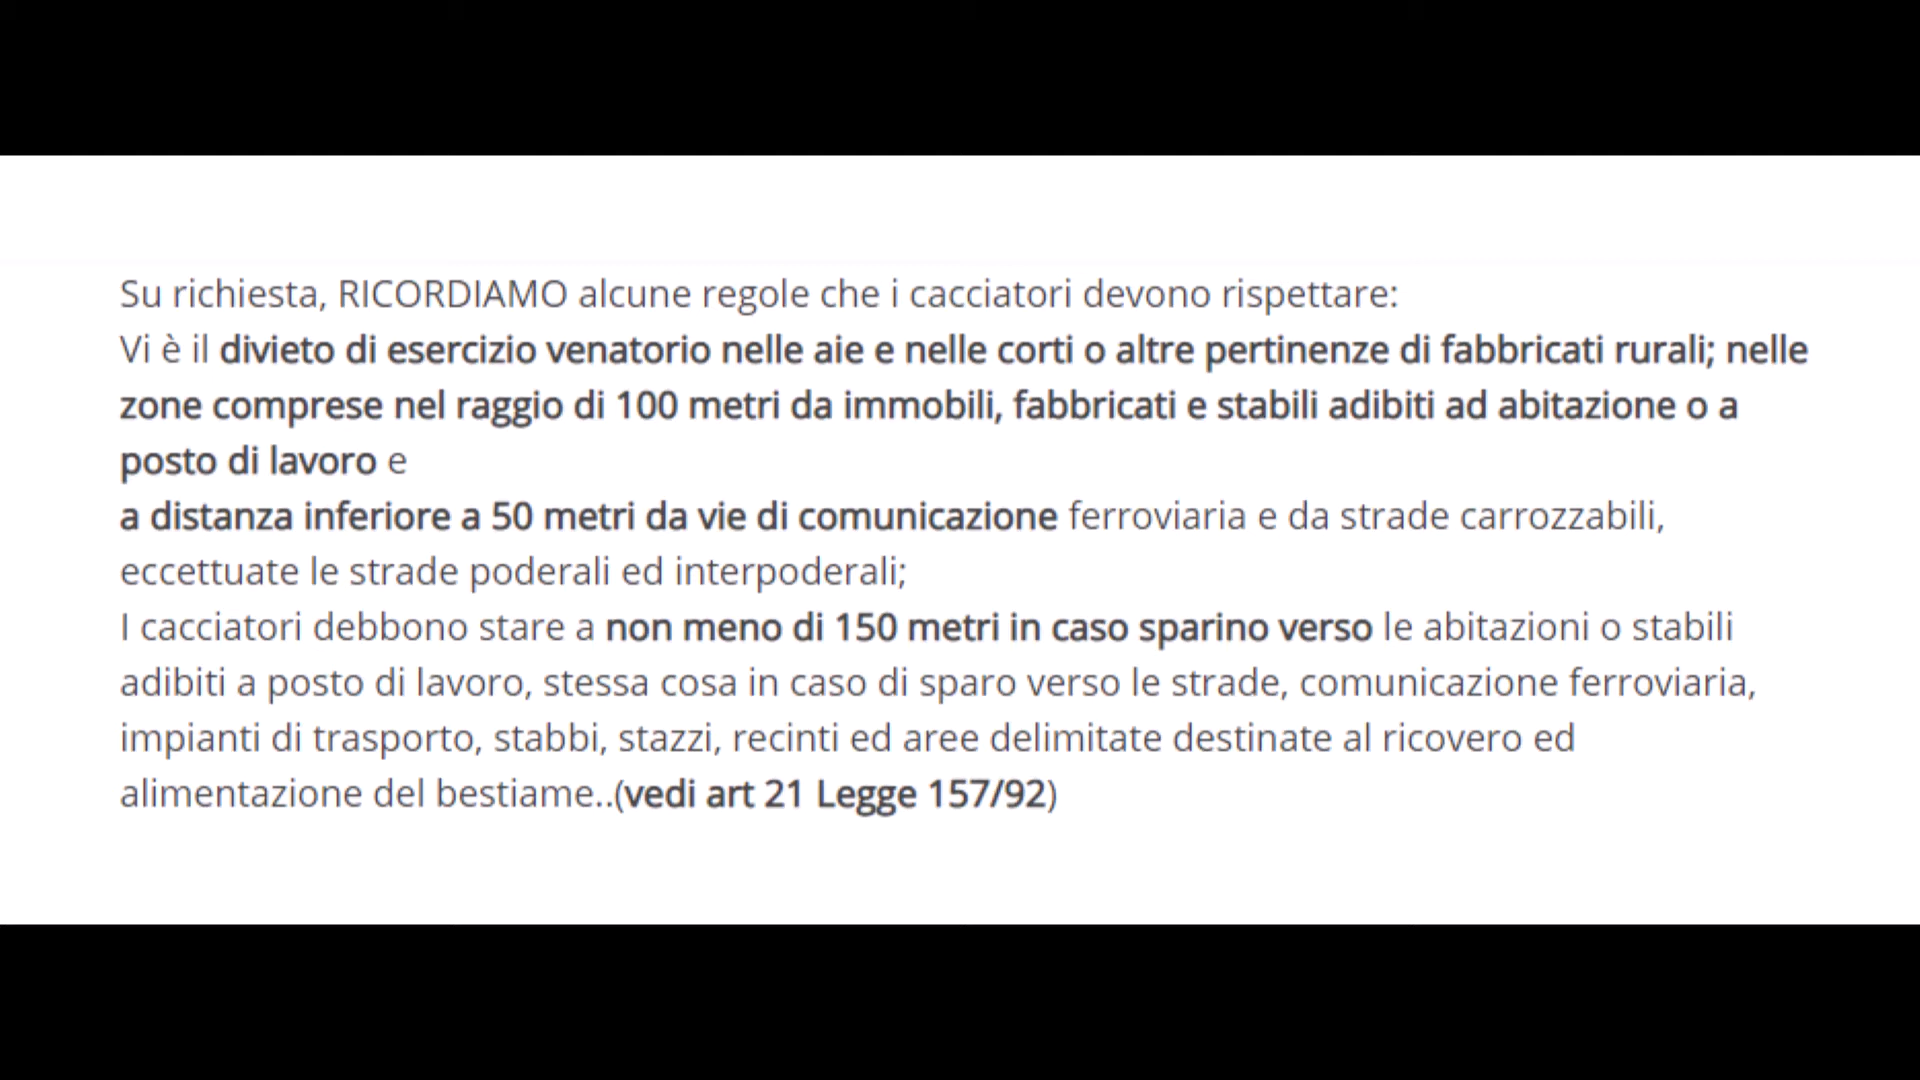 Su richiesta, RICORDIAMO alcune regole che i cacciatori devono rispettare:
Vi è il divieto di esercizio venatorio nelle aie e nelle corti o altre pertinenze di fabbricati rurali; nelle
zone comprese nel raggio di 100 metri da immobili, fabbricati e stabili adibiti ad abitazione o a
posto di lavoro e
a distanza inferiore a 50 metri da vie di comunicazione ferroviaria e da strade carrozzabili,
eccettuate le strade poderali ed interpoderali;
I cacciatori debbono stare a non meno di 150 metri in caso sparino verso le abitazioni o stabili
adibiti a posto di lavoro, stessa cosa in caso di sparo verso le strade, comunicazione ferroviaria,
impianti di trasporto, stabbi, stazzi, recinti ed aree delimitate destinate al ricovero ed
alimentazione del bestiame..(vedi art 21 Legge 157/92)